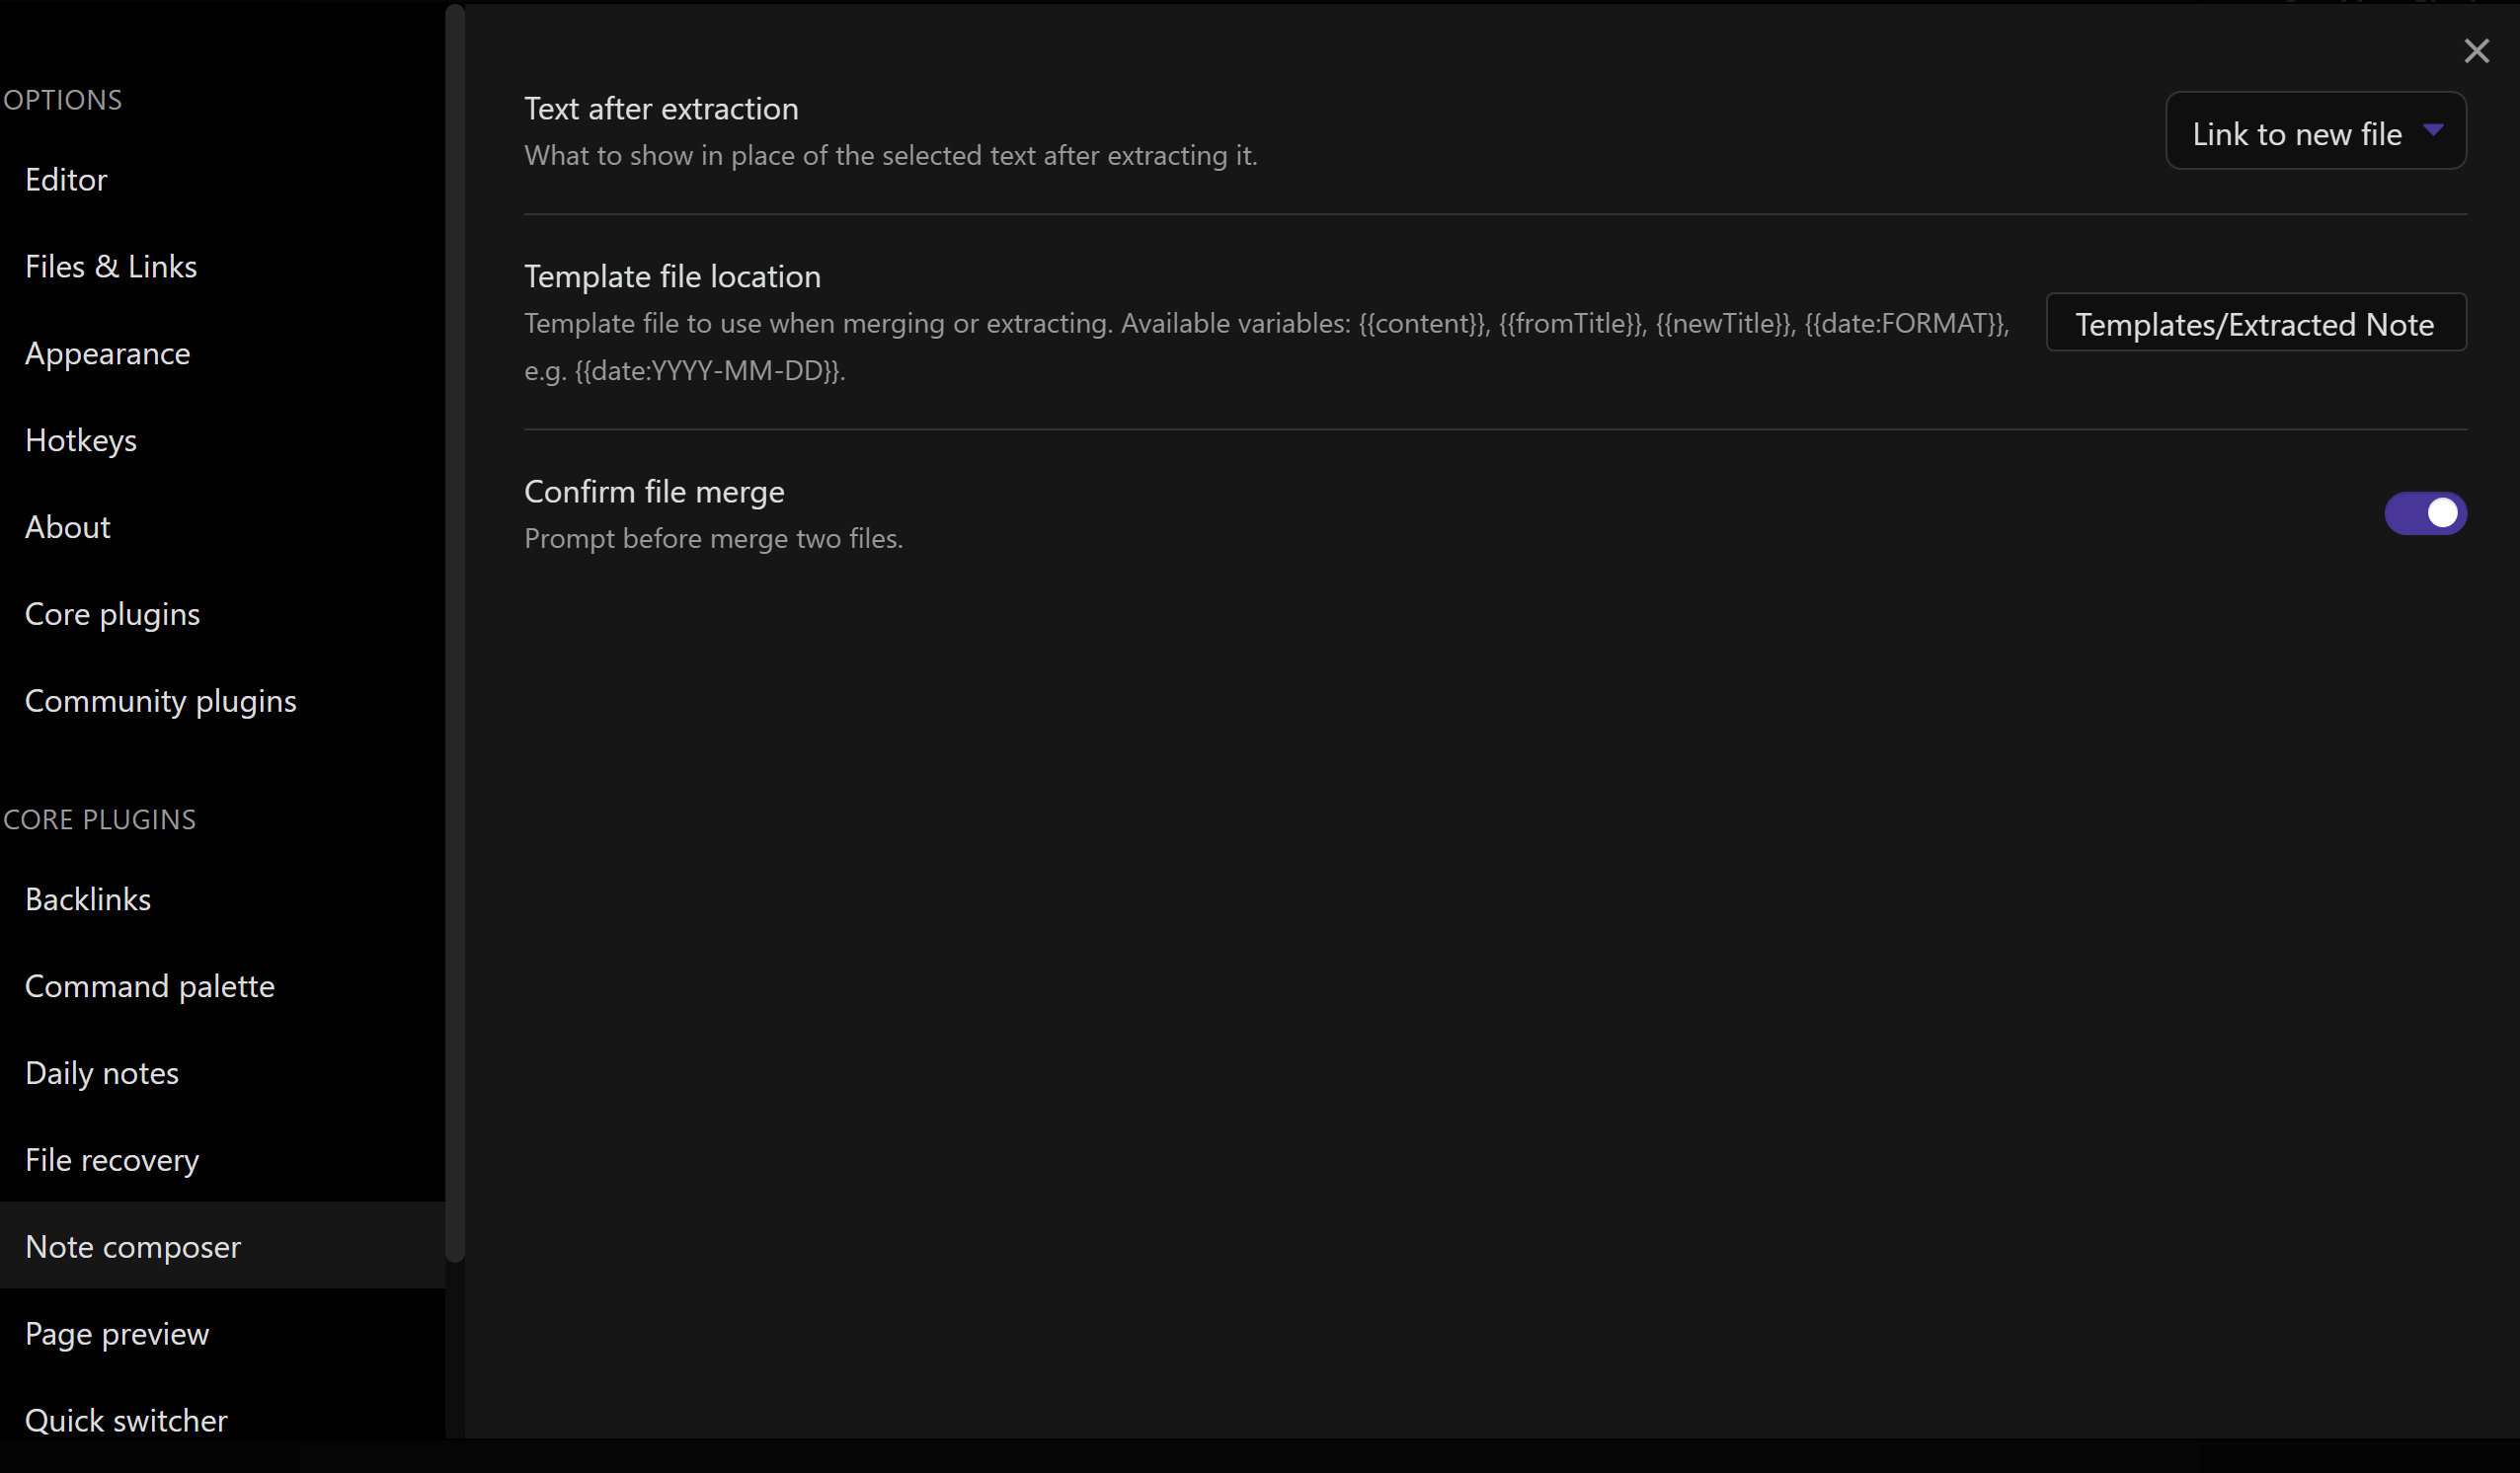 OPTIONS
Editor
Files & Links
Appearance
Hotkeys
About
Core plugins
Community plugins
CORE PLUGINS
Backlinks
Command palette
Daily notes
File recovery
Note composer
Page preview
Quick switcher
Text after extraction
What to show in place of the selected text after extracting it.
Link to new file
Template file location
Template file to use when merging or extracting. Available variables: {{content}}, {{fromTitle}}, {{newTitle}}, {{date:FORMAT}},
e.g. {{date:YYYY-MM-DD}}.
Templates/Extracted Note
Confirm file merge
Prompt before merge two files.